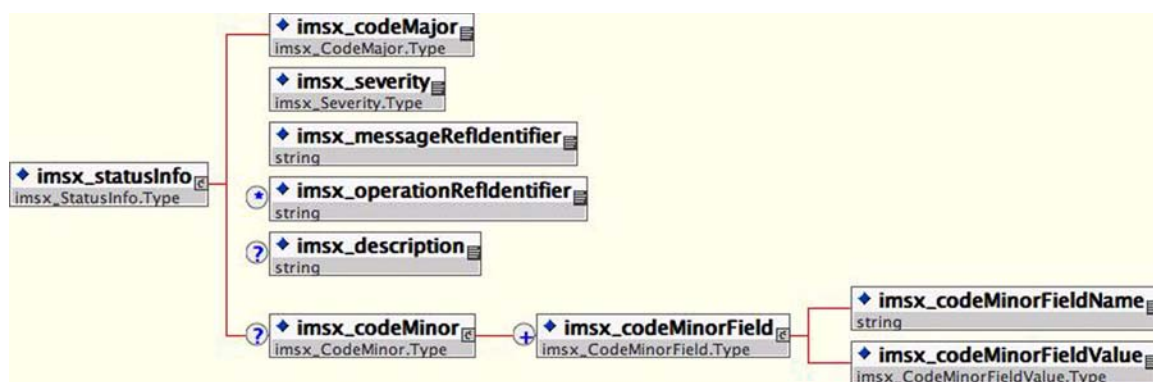 imsx_codeMajor
imsx_CodeMajor.Type
imsx_severity
imsx_Severity.Type
imsx_messageRefIdentifier
string
imsx_statusInfo
imsx_StatusInfo.Type
* imsx_operationRefIdentifier
string
? imsx_description
string
? imsx_codeMinor
imsx_CodeMinor.Type
+ imsx_codeMinorField
imsx_CodeMinorField.Type
imsx_codeMinorFieldName
string
imsx_codeMinorFieldValue
imsx_CodeMinorFieldValue.Type